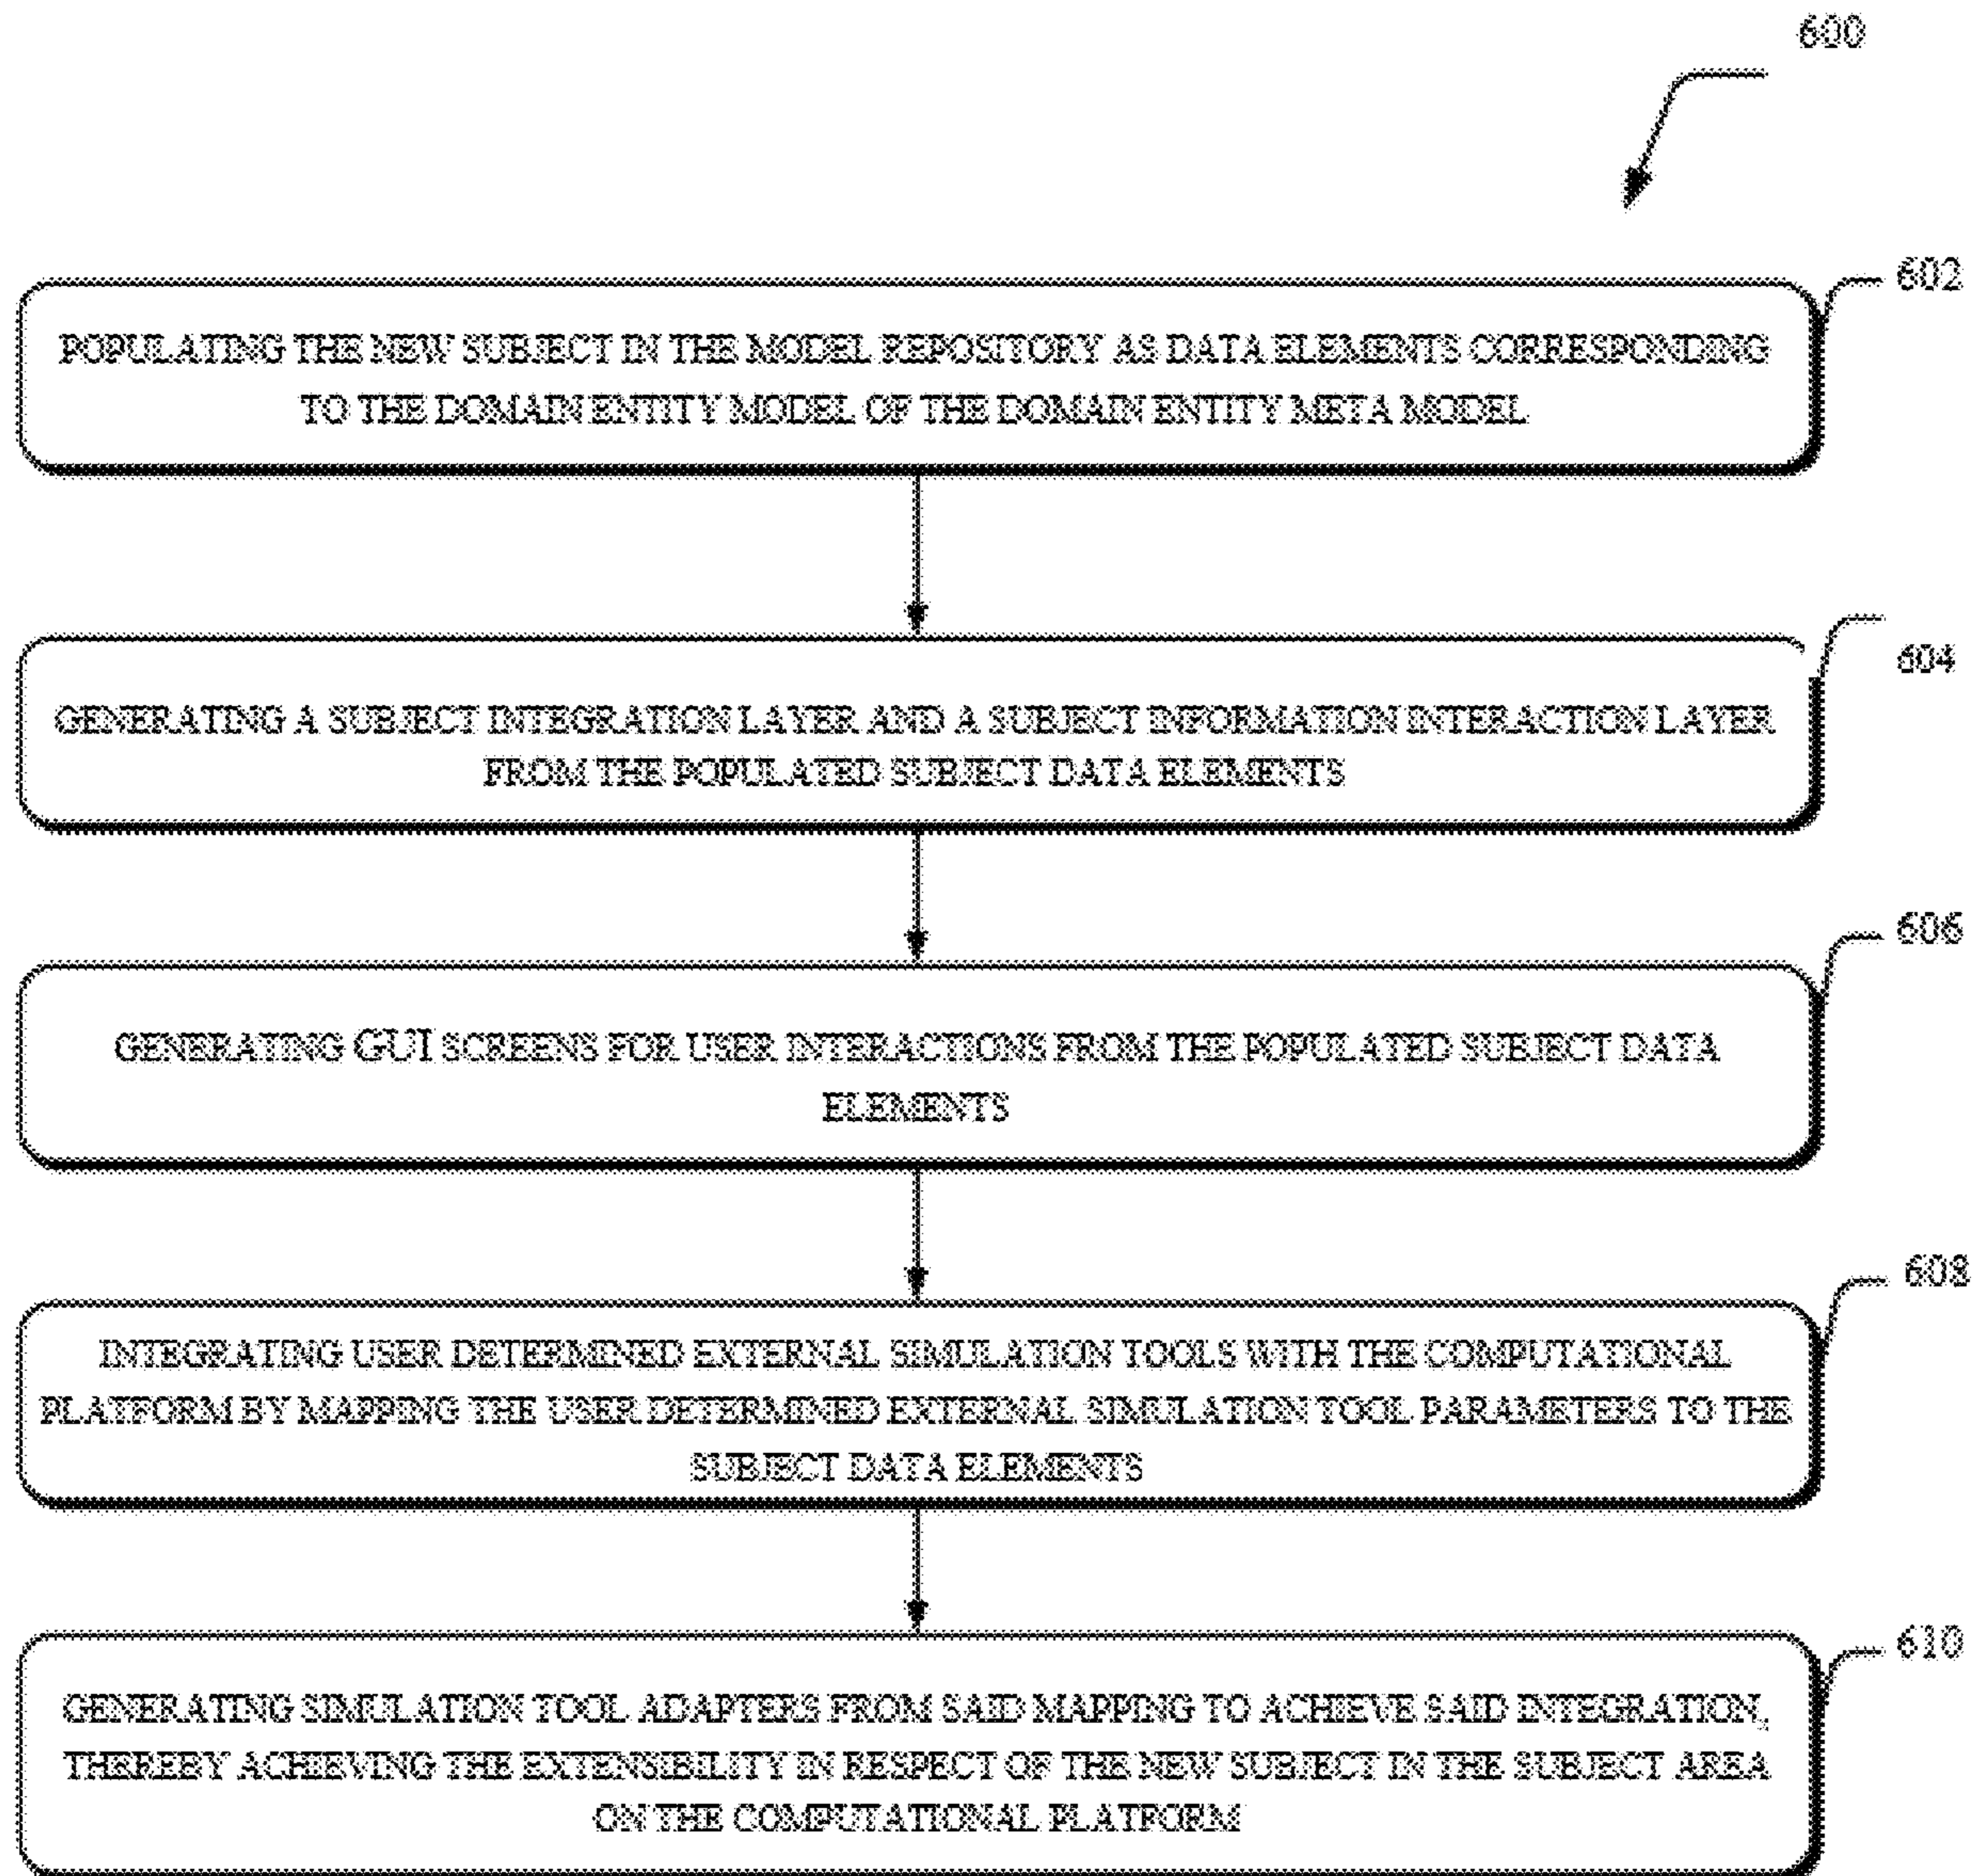 600
602
POPULATING THE NEW SUBJECT IN THE MODEL REPOSITORY AS DATA ELEMENTS CORRESPONDING
TO THE DOMAIN ENTITY MODEL OF THE DOMAIN ENTITY META MODEL
604
GENERATING A SUBJECT INTEGRATION LAYER AND A SUBJECT INFORMATION INTERACTION LAYER
FROM THE POPULATED SUBJECT DATA ELEMENTS
606
GENERATING GUI SCREENS FOR USER INTERACTIONS FROM THE POPULATED SUBJECT DATA
ELEMENTS
608
INTEGRATING USER DETERMINED EXTERNAL SIMULATION TOOLS WITH THE COMPUTATIONAL
PLATFORM BY MAPPING THE USER DETERMINED EXTERNAL SIMULATION TOOL PARAMETERS TO THE
SUBJECT DATA ELEMENTS
610
GENERATING SIMULATION TOOL ADAPTERS FROM SAID MAPPING TO ACHIEVE SAID INTEGRATION,
THEREBY ACHIEVING THE EXTENSIBILITY IN RESPECT OF THE NEW SUBJECT IN THE SUBJECT AREA
ON THE COMPUTATIONAL PLATFORM